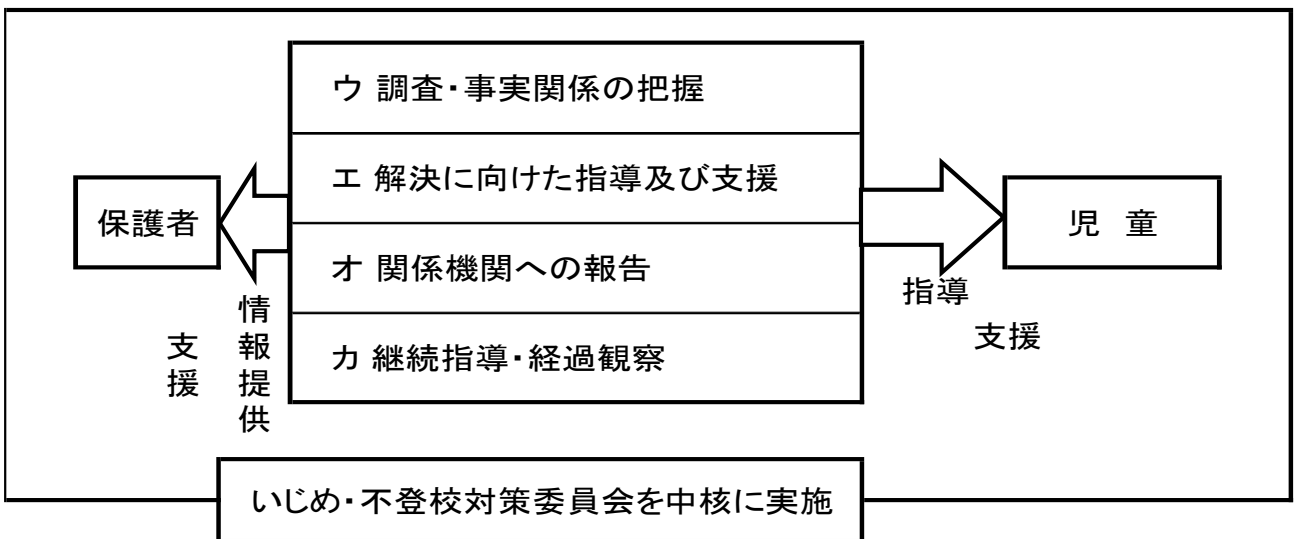 ウ 調査・事実関係の把握
エ 解決に向けた指導及び支援
オ 関係機関への報告
カ 継続指導・経過観察
保護者
情報提供
支援
児 童
指導
支援
いじめ・不登校対策委員会を中核に実施